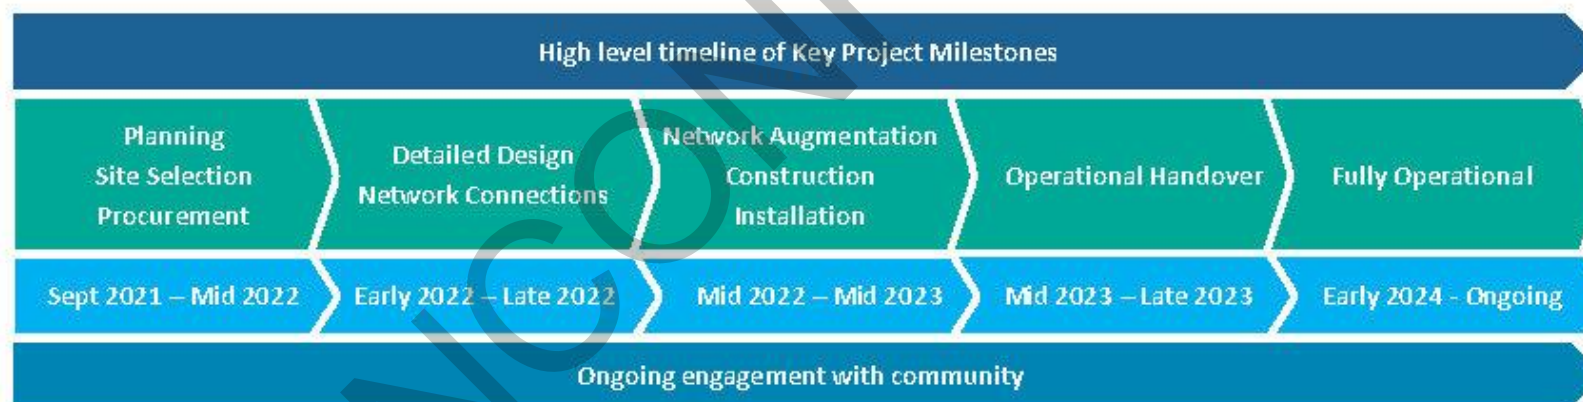 High level timeline of Key Project Milestones
Planning
Site Selection
Procurement
Detailed Design
Network Connections
Network Augmentation
Construction
Installation
Operational Handover
Fully Operational
Sept 2021 – Mid 2022
Early 2022 – Late 2022
Mid 2022 – Mid 2023
Mid 2023 – Late 2023
Early 2024 - Ongoing
Ongoing engagement with community